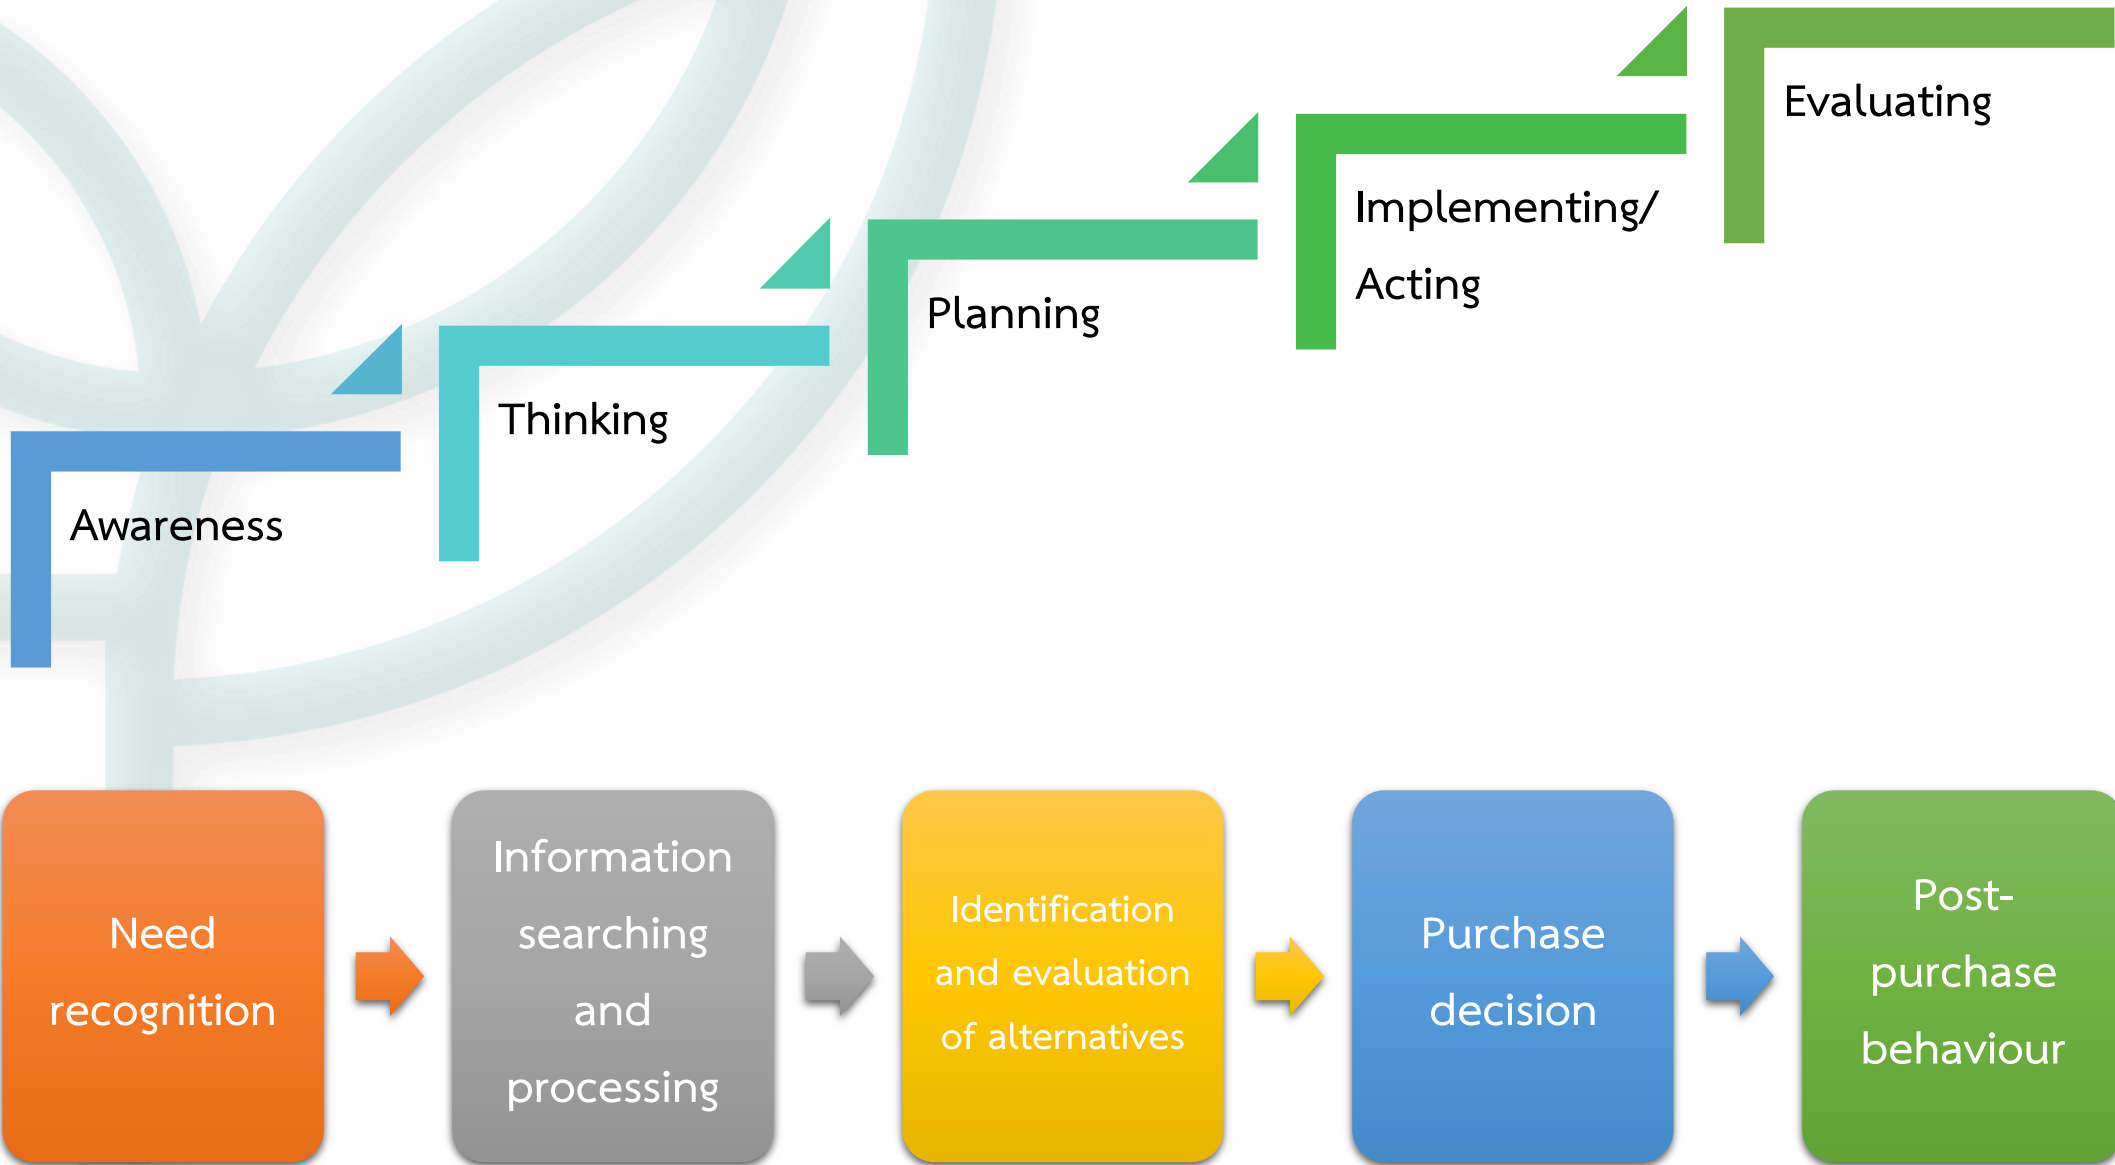 Awareness
Thinking
Planning
Implementing/
Acting
Evaluating
Need
recognition
Information
searching
and
processing
Identification
and evaluation
of alternatives
Purchase
decision
Post-
purchase
behaviour